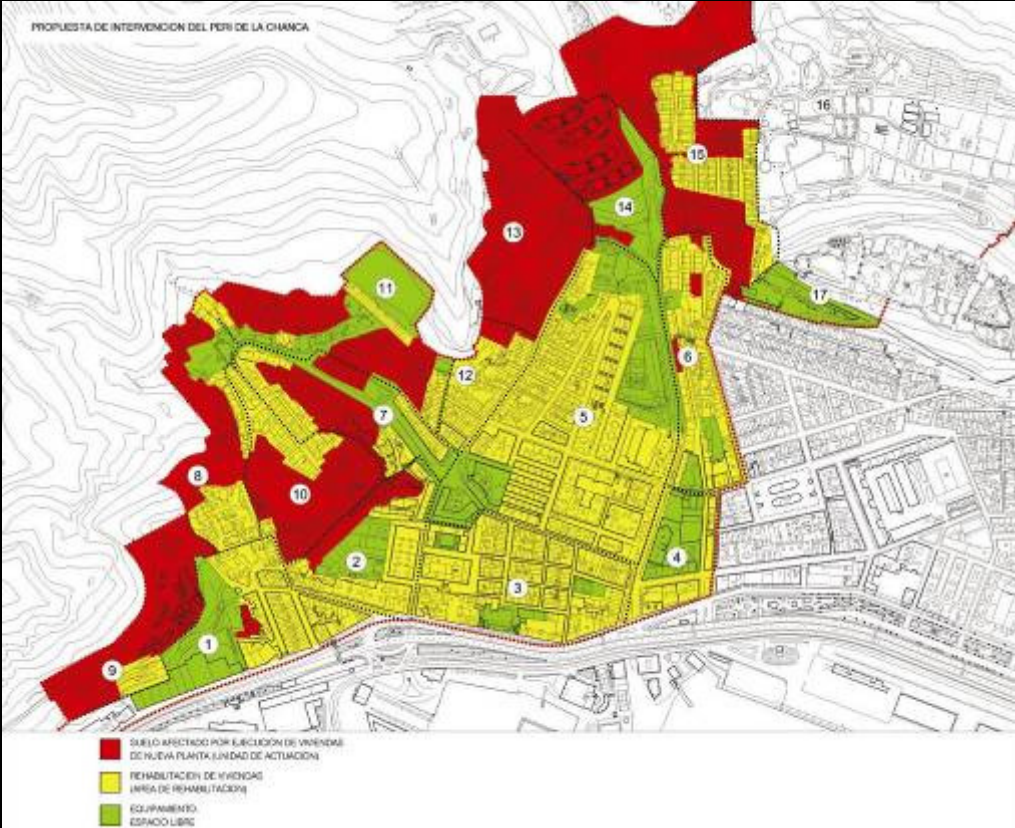 PROPUESTA DE INTERVENCION DEL PERI DE LA CHANCA
16
15
14
13
17
11
6
12
7
5
8
10
2
4
3
1
9
SUELO AFECTADO POR EJECUCION DE VIVIENDAS
DE NUEVA PLANTA (UNIDAD DE ACTUACION)
REHABILITACION DE VIVIENDAS
(AREA DE REHABILITACION)
EQUIPAMIENTO.
ESPACIO LIBRE